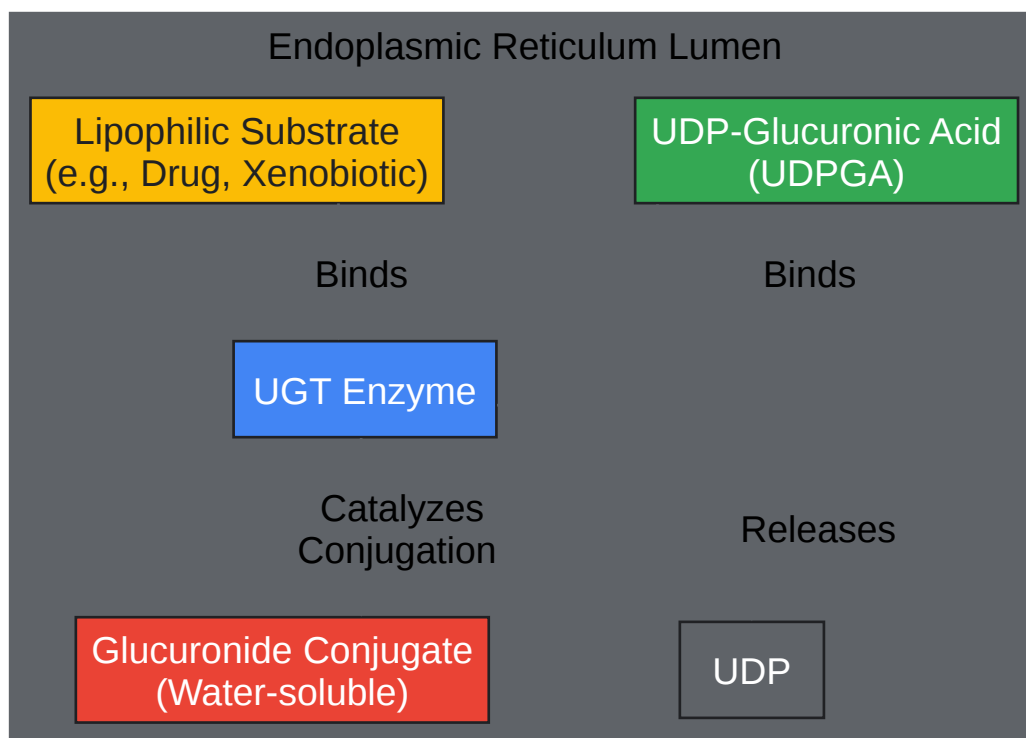 Endoplasmic Reticulum Lumen
Lipophilic Substrate
(e.g., Drug, Xenobiotic)
UDP-Glucuronic Acid
(UDPGA)
Binds
Binds
UGT Enzyme
Catalyzes
Conjugation
Releases
Glucuronide Conjugate
(Water-soluble)
UDP